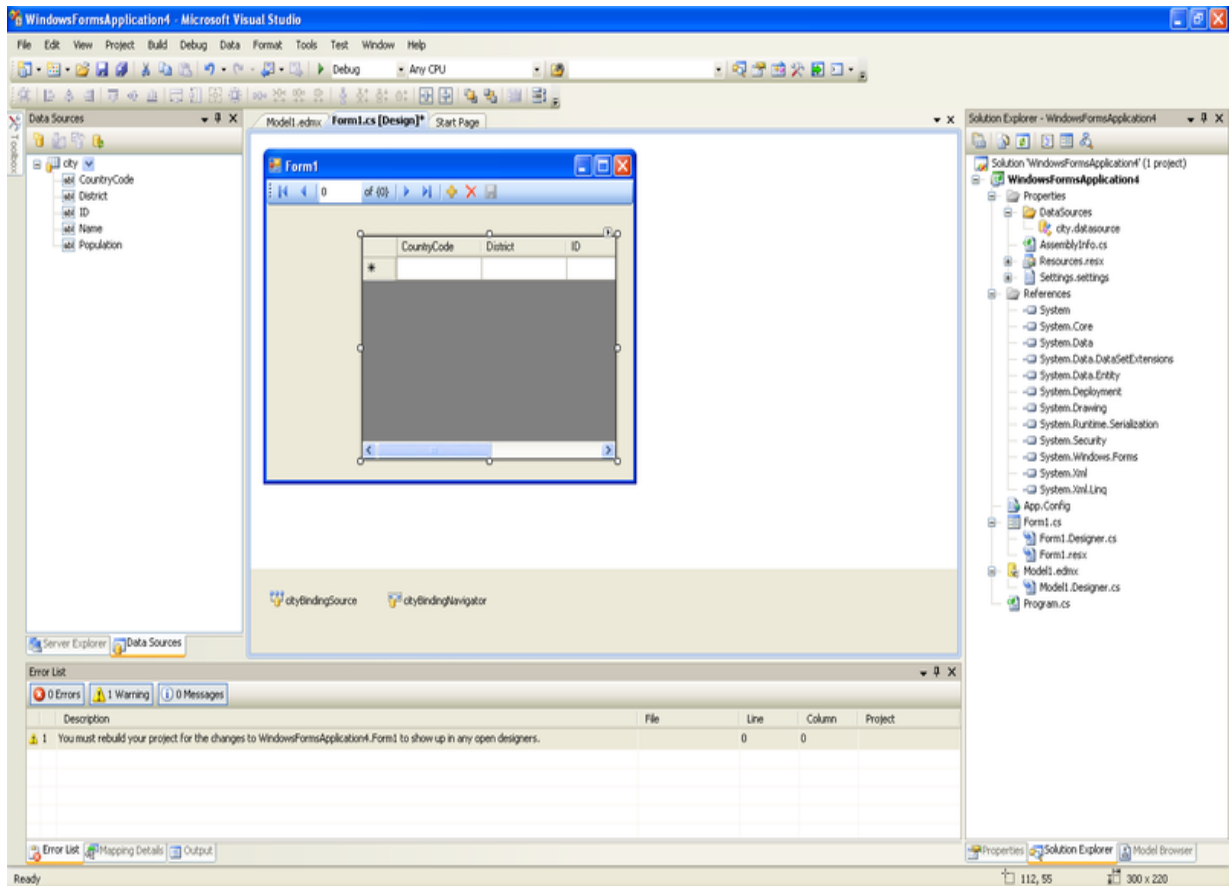 WindowsFormsApplication4 - Microsoft Visual Studio
File Edit View Project Build Debug Data Format Tools Test Window Help
Debug Any CPU
Toolbox
Data Sources
city
CountryCode
District
ID
Name
Population
Server Explorer Data Sources
Model1.edmx Form1.cs [Design]* Start Page
Form1
0 of {0}
CountryCode District ID
cityBindingSource cityBindingNavigator
Solution Explorer - WindowsFormsApplication4
Solution 'WindowsFormsApplication4' (1 project)
WindowsFormsApplication4
Properties
DataSources
city.datasource
AssemblyInfo.cs
Resources.resx
Settings.settings
References
System
System.Core
System.Data
System.Data.DataSetExtensions
System.Data.Entity
System.Deployment
System.Drawing
System.Runtime.Serialization
System.Security
System.Windows.Forms
System.Xml
System.Xml.Linq
App.Config
Form1.cs
Form1.Designer.cs
Form1.resx
Model1.edmx
Model1.Designer.cs
Program.cs
Error List
0 Errors 1 Warning 0 Messages
Description File Line Column Project
1 You must rebuild your project for the changes to WindowsFormsApplication4.Form1 to show up in any open designers. 0 0
Error List Mapping Details Output
Properties Solution Explorer Model Browser
Ready 112, 55 300 x 220